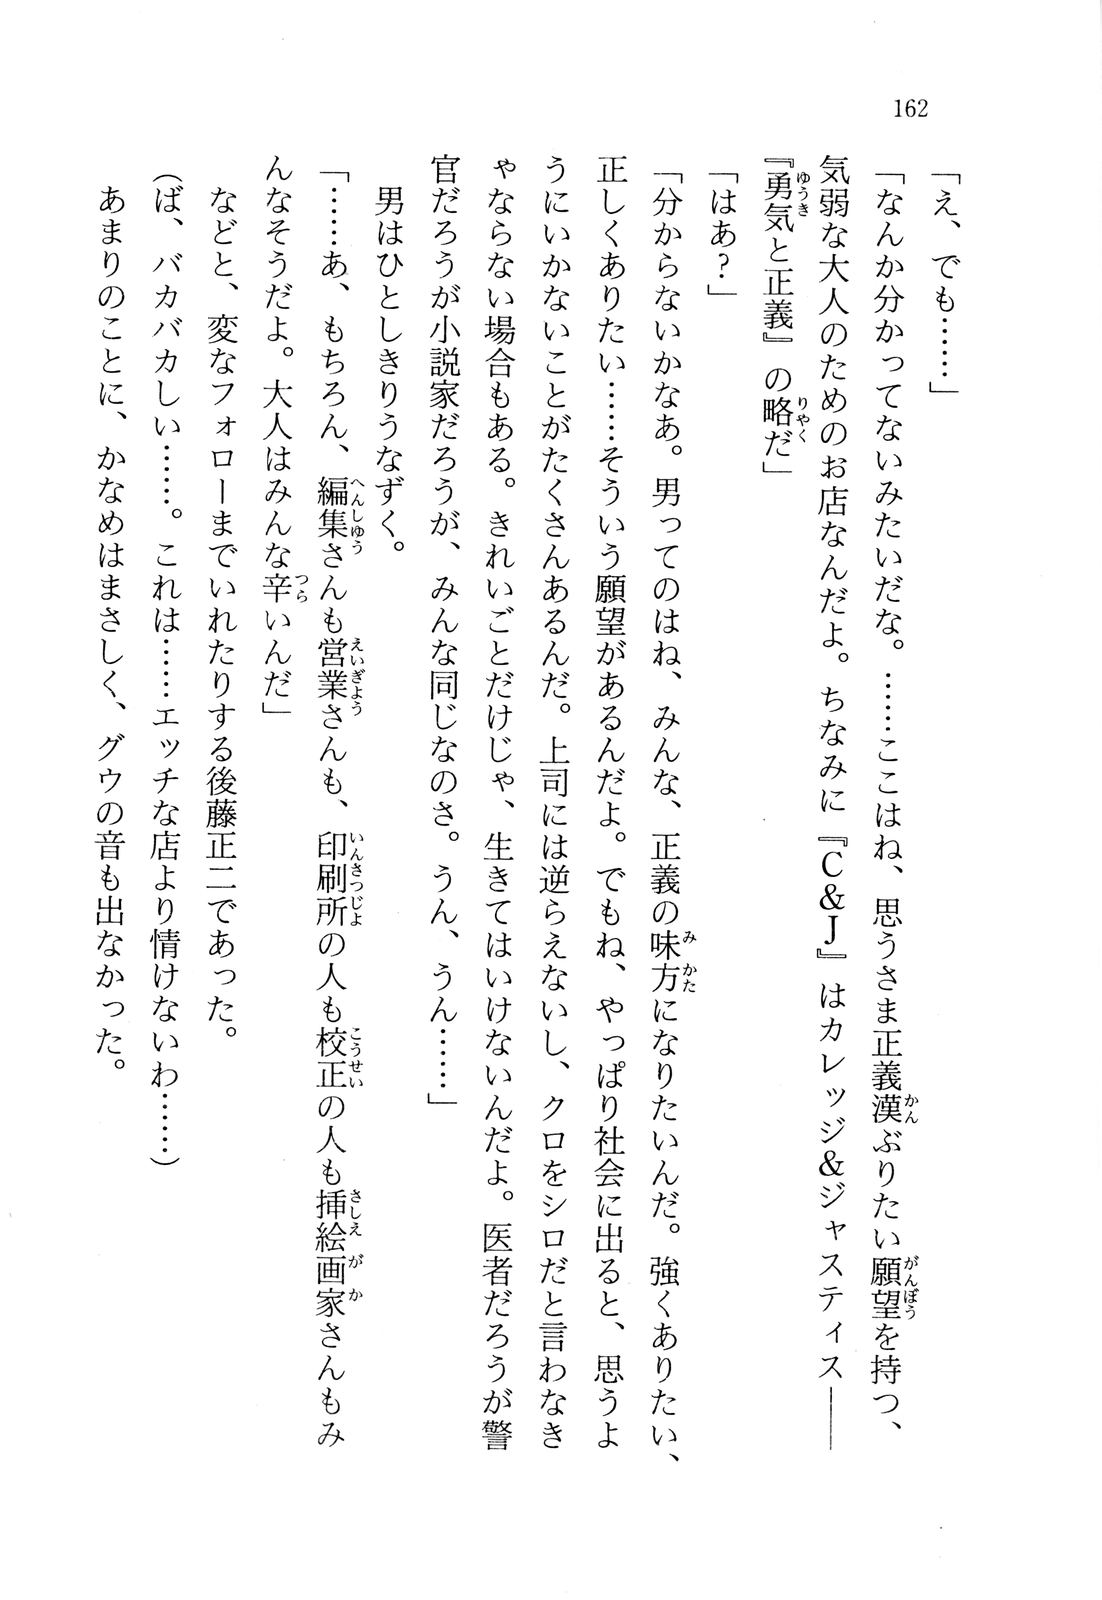 162
「え、でも……」
「なんか分かってないみたいだな。……ここはね、思うさま正義漢ぶりたい願望を持つ、
気弱な大人のためのお店なんだよ。ちなみに『C&J』はカレッジ&ジャスティス――
『勇気と正義』の略だ」
「はあ?」
「分からないかなあ。男ってのはね、みんな、正義の味方になりたいんだ。強くありたい、
正しくありたい……そういう願望があるんだよ。でもね、やっぱり社会に出ると、思うよ
うにいかないことがたくさんあるんだ。上司には逆らえないし、クロをシロだと言わなき
ゃならない場合もある。きれいごとだけじゃ、生きてはいけないんだよ。医者だろうが警
官だろうが小説家だろうが、みんな同じなのさ。うん、うん……」
男はひとしきりうなずく。
「……あ、もちろん、編集さんも営業さんも、印刷所の人も校正の人も挿絵画家さんもみ
んなそうだよ。大人はみんな辛いんだ」
などと、変なフォローまでいれたりする後藤正二であった。
(ば、バカバカしい……。これは……エッチな店より情けないわ……)
あまりのことに、かなめはまさしく、グウの音も出なかった。